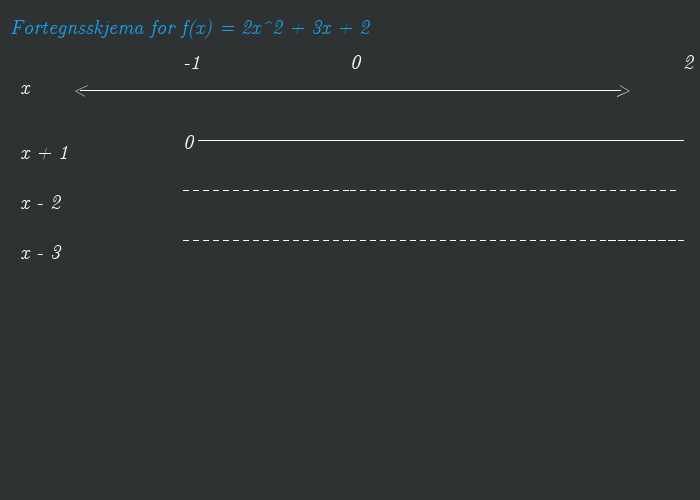 Fortegnsskjema for f(x) = 2x^2 + 3x + 2
-1 0 2
x
0
x + 1
x - 2
x - 3